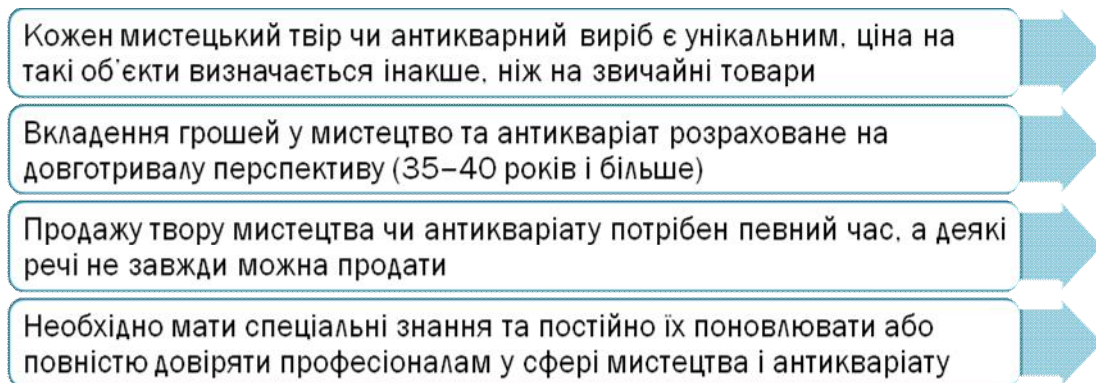 Кожен мистецький твір чи антикварний виріб є унікальним, ціна на
такі об’єкти визначається інакше, ніж на звичайні товари
Вкладення грошей у мистецтво та антикваріат розраховане на
довготривалу перспективу (35–40 років і більше)
Продажу твору мистецтва чи антикваріату потрібен певний час, а деякі
речі не завжди можна продати
Необхідно мати спеціальні знання та постійно їх поновлювати або
повністю довіряти професіоналам у сфері мистецтва і антикваріату